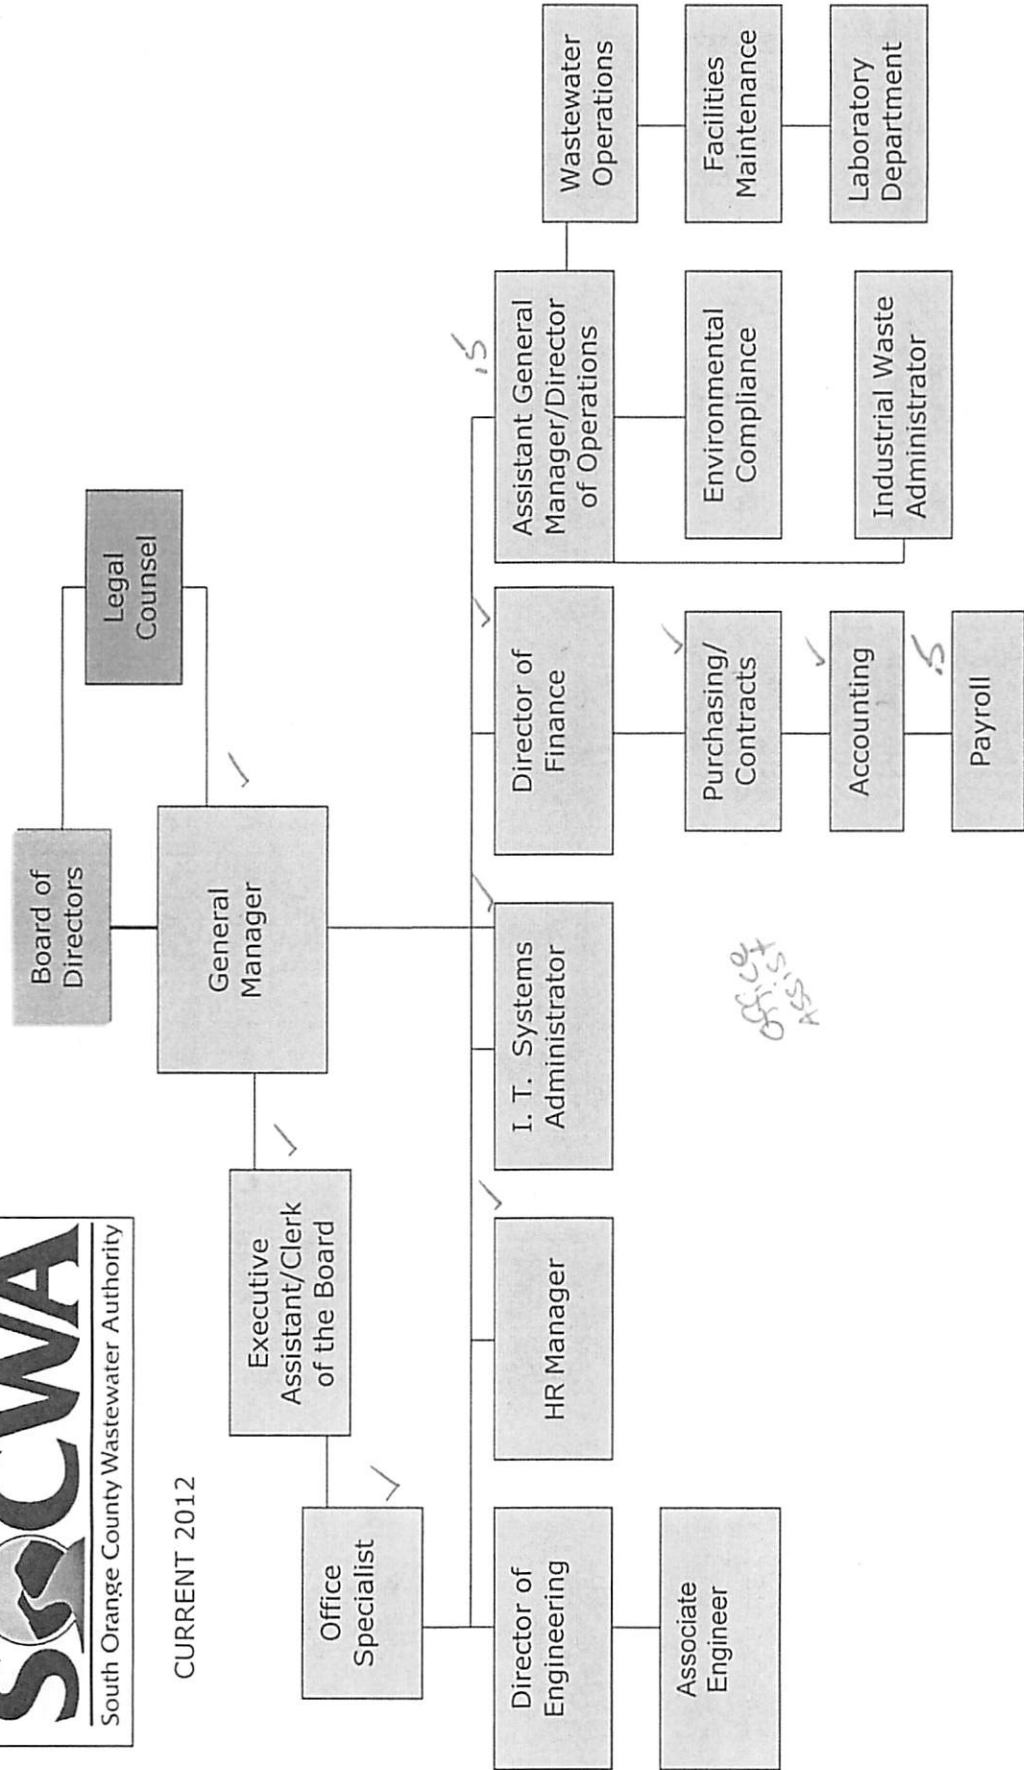 SOCWA
South Orange County Wastewater Authority
CURRENT 2012
Board of
Directors
Legal
Counsel
General
Manager
✓
Executive
Assistant/Clerk
of the Board
✓
Office
Specialist
✓
Director of
Engineering
HR Manager
✓
I. T. Systems
Administrator
✓
Director of
Finance
✓
Assistant General
Manager/Director
of Operations
.5
Wastewater
Operations
Associate
Engineer
Office
Assist
Purchasing/
Contracts
✓
Environmental
Compliance
Facilities
Maintenance
Accounting
✓
Industrial Waste
Administrator
Laboratory
Department
Payroll
.5